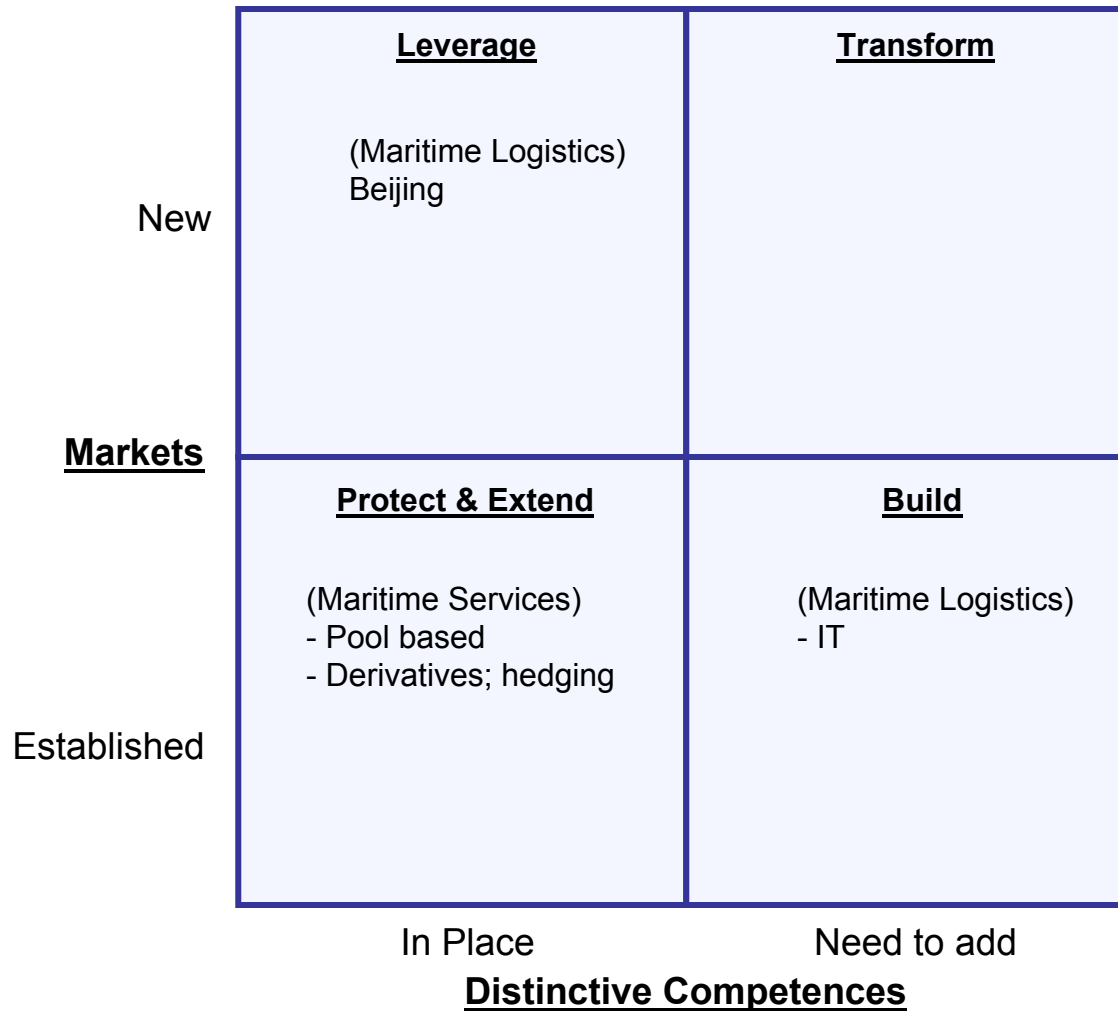 Leverage
Transform
(Maritime Logistics)
Beijing
New
Markets
Protect & Extend
Build
(Maritime Services)
- Pool based
- Derivatives; hedging
(Maritime Logistics)
- IT
Established
In Place
Need to add
Distinctive Competences